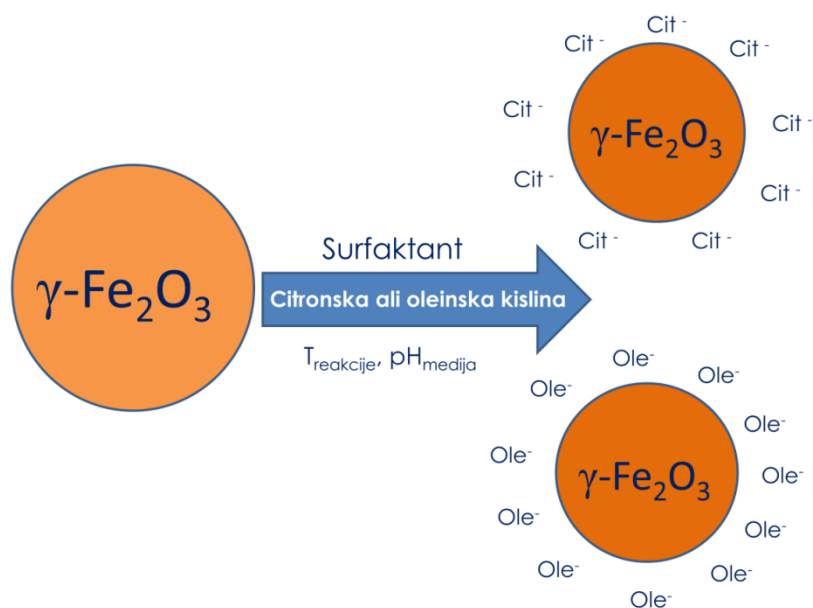 Cit -
Cit -
Cit -
Cit -
γ-Fe₂O₃
Cit -
Cit -
Cit -
Cit -
Cit -
γ-Fe₂O₃
Surfaktant
Citronska ali oleinska kislina
Treakcije, pHmedija
Ole-
Ole-
Ole-
Ole-
Ole-
γ-Fe₂O₃
Ole-
Ole-
Ole-
Ole-
Ole-
Ole-